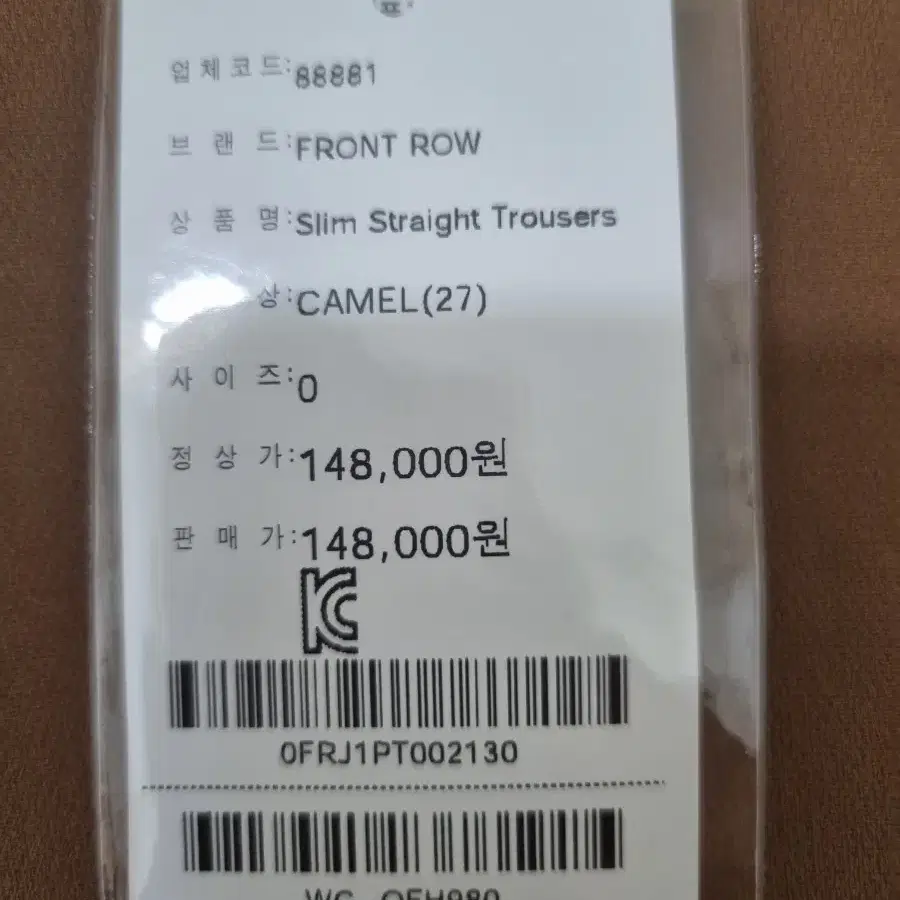 업체코드:88881
브랜드:FRONT ROW
상품명:Slim Straight Trousers
상:CAMEL(27)
사이즈:0
정상가:148,000원
판매가:148,000원
KC
0FRJ1PT002130